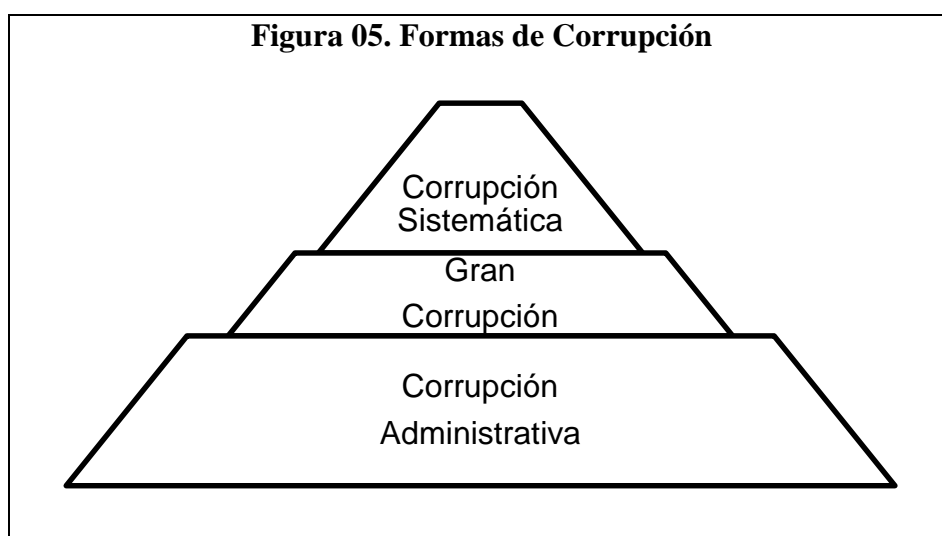 Figura 05. Formas de Corrupción
Corrupción
Sistemática
Gran
Corrupción
Corrupción
Administrativa